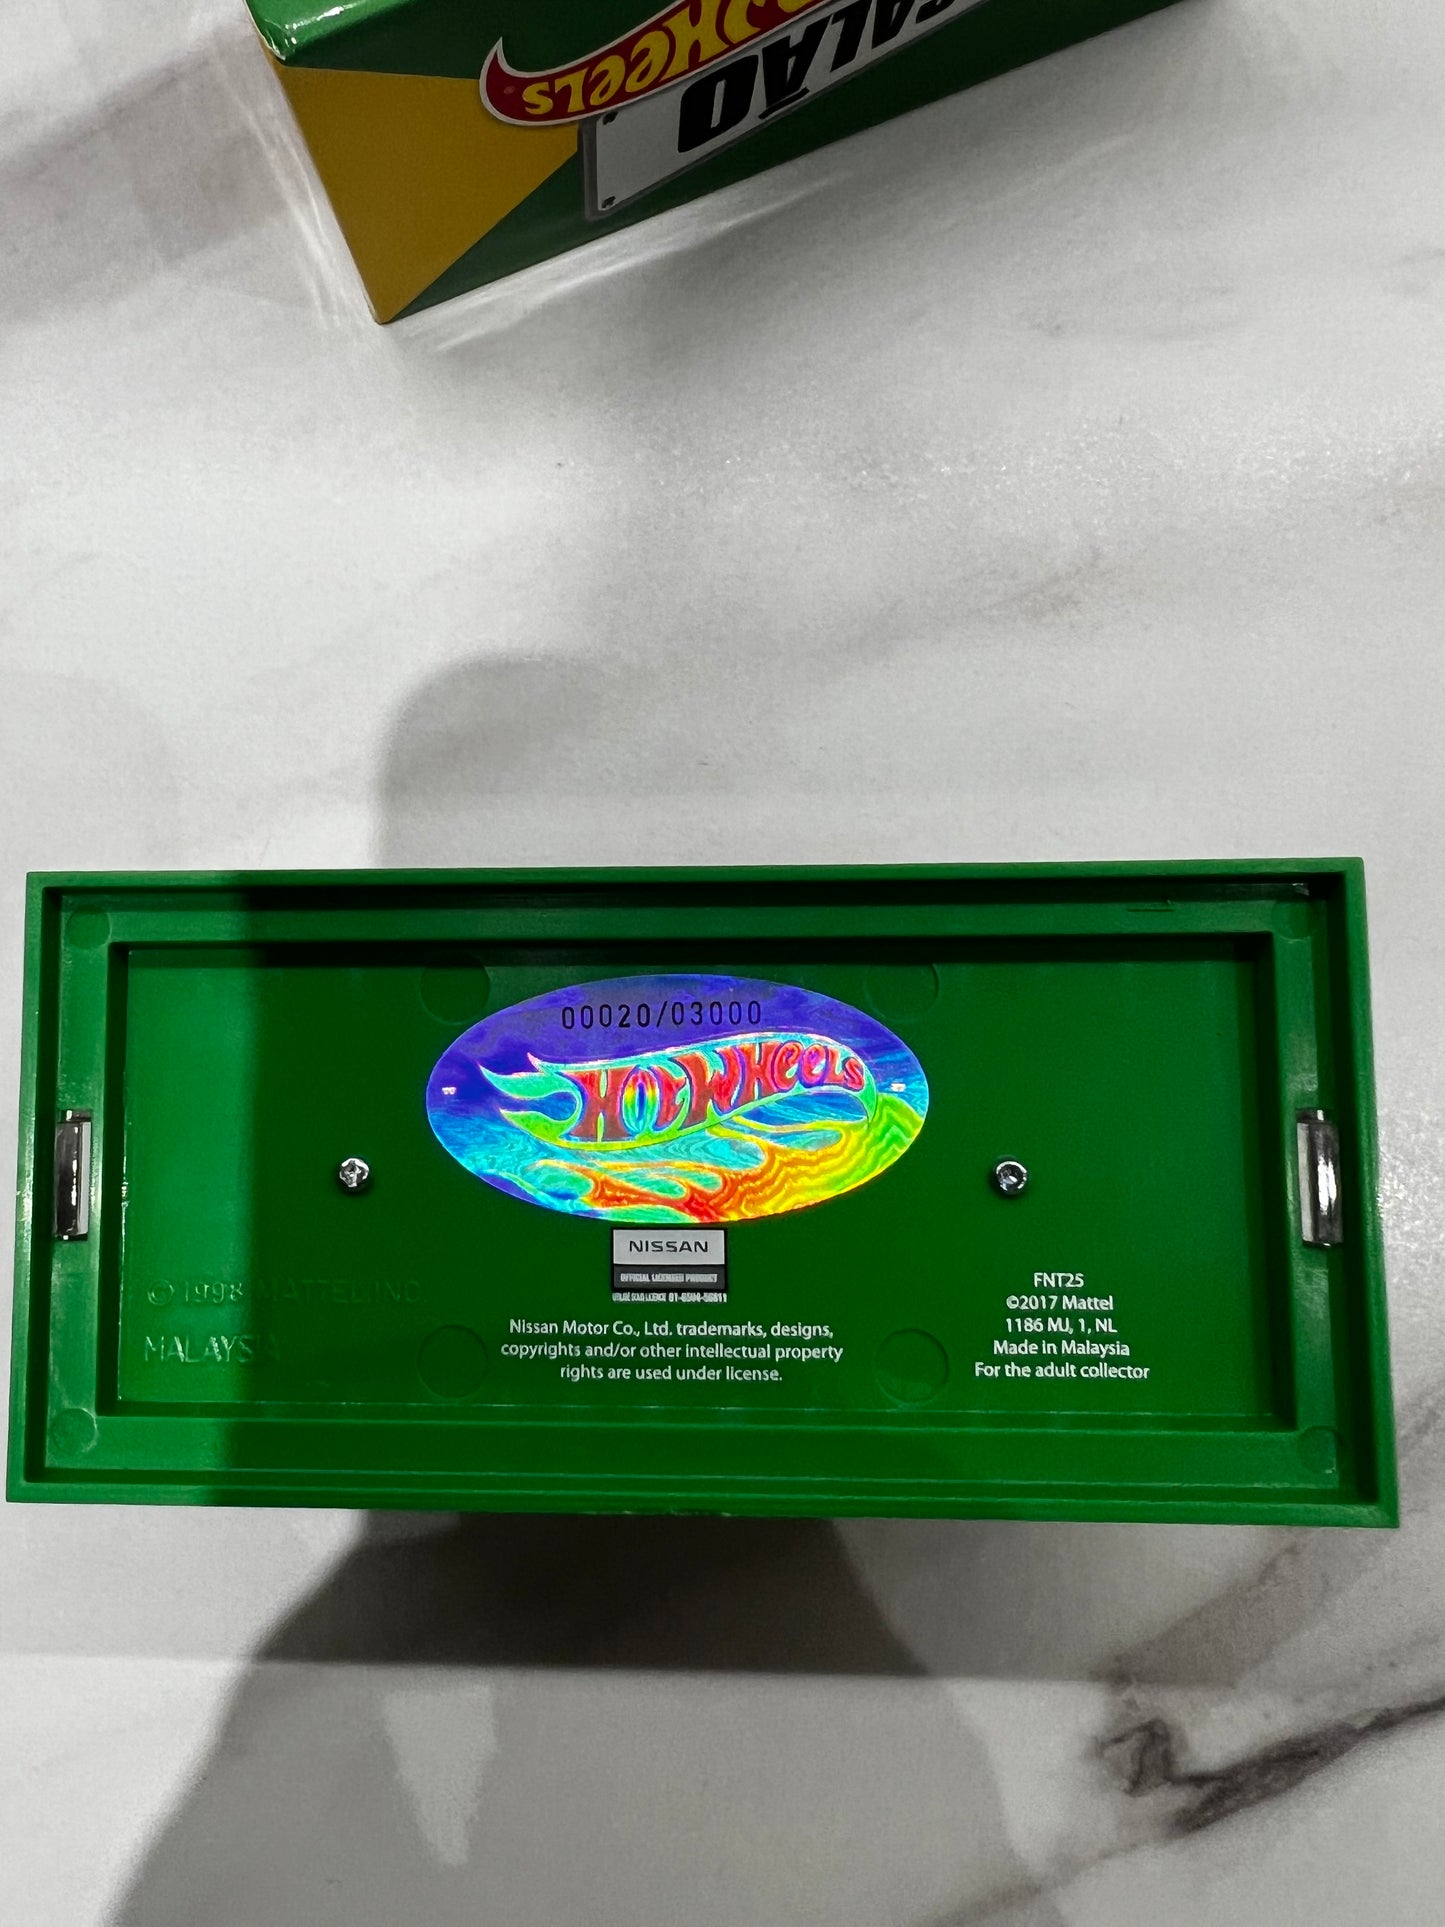 WHeeLs
SALÃO
00020/03000
HOT WHeeLs
NISSAN
OFFICIAL LICENSED PRODUCT
Nissan Motor Co., Ltd. trademarks, designs,
copyrights and/or other intellectual property
rights are used under license.
FNT25
©2017 Mattel
1186 MJ, 1, NL
Made in Malaysia
For the adult collector
© 1998 MATTEL INC.
MALAYSIA